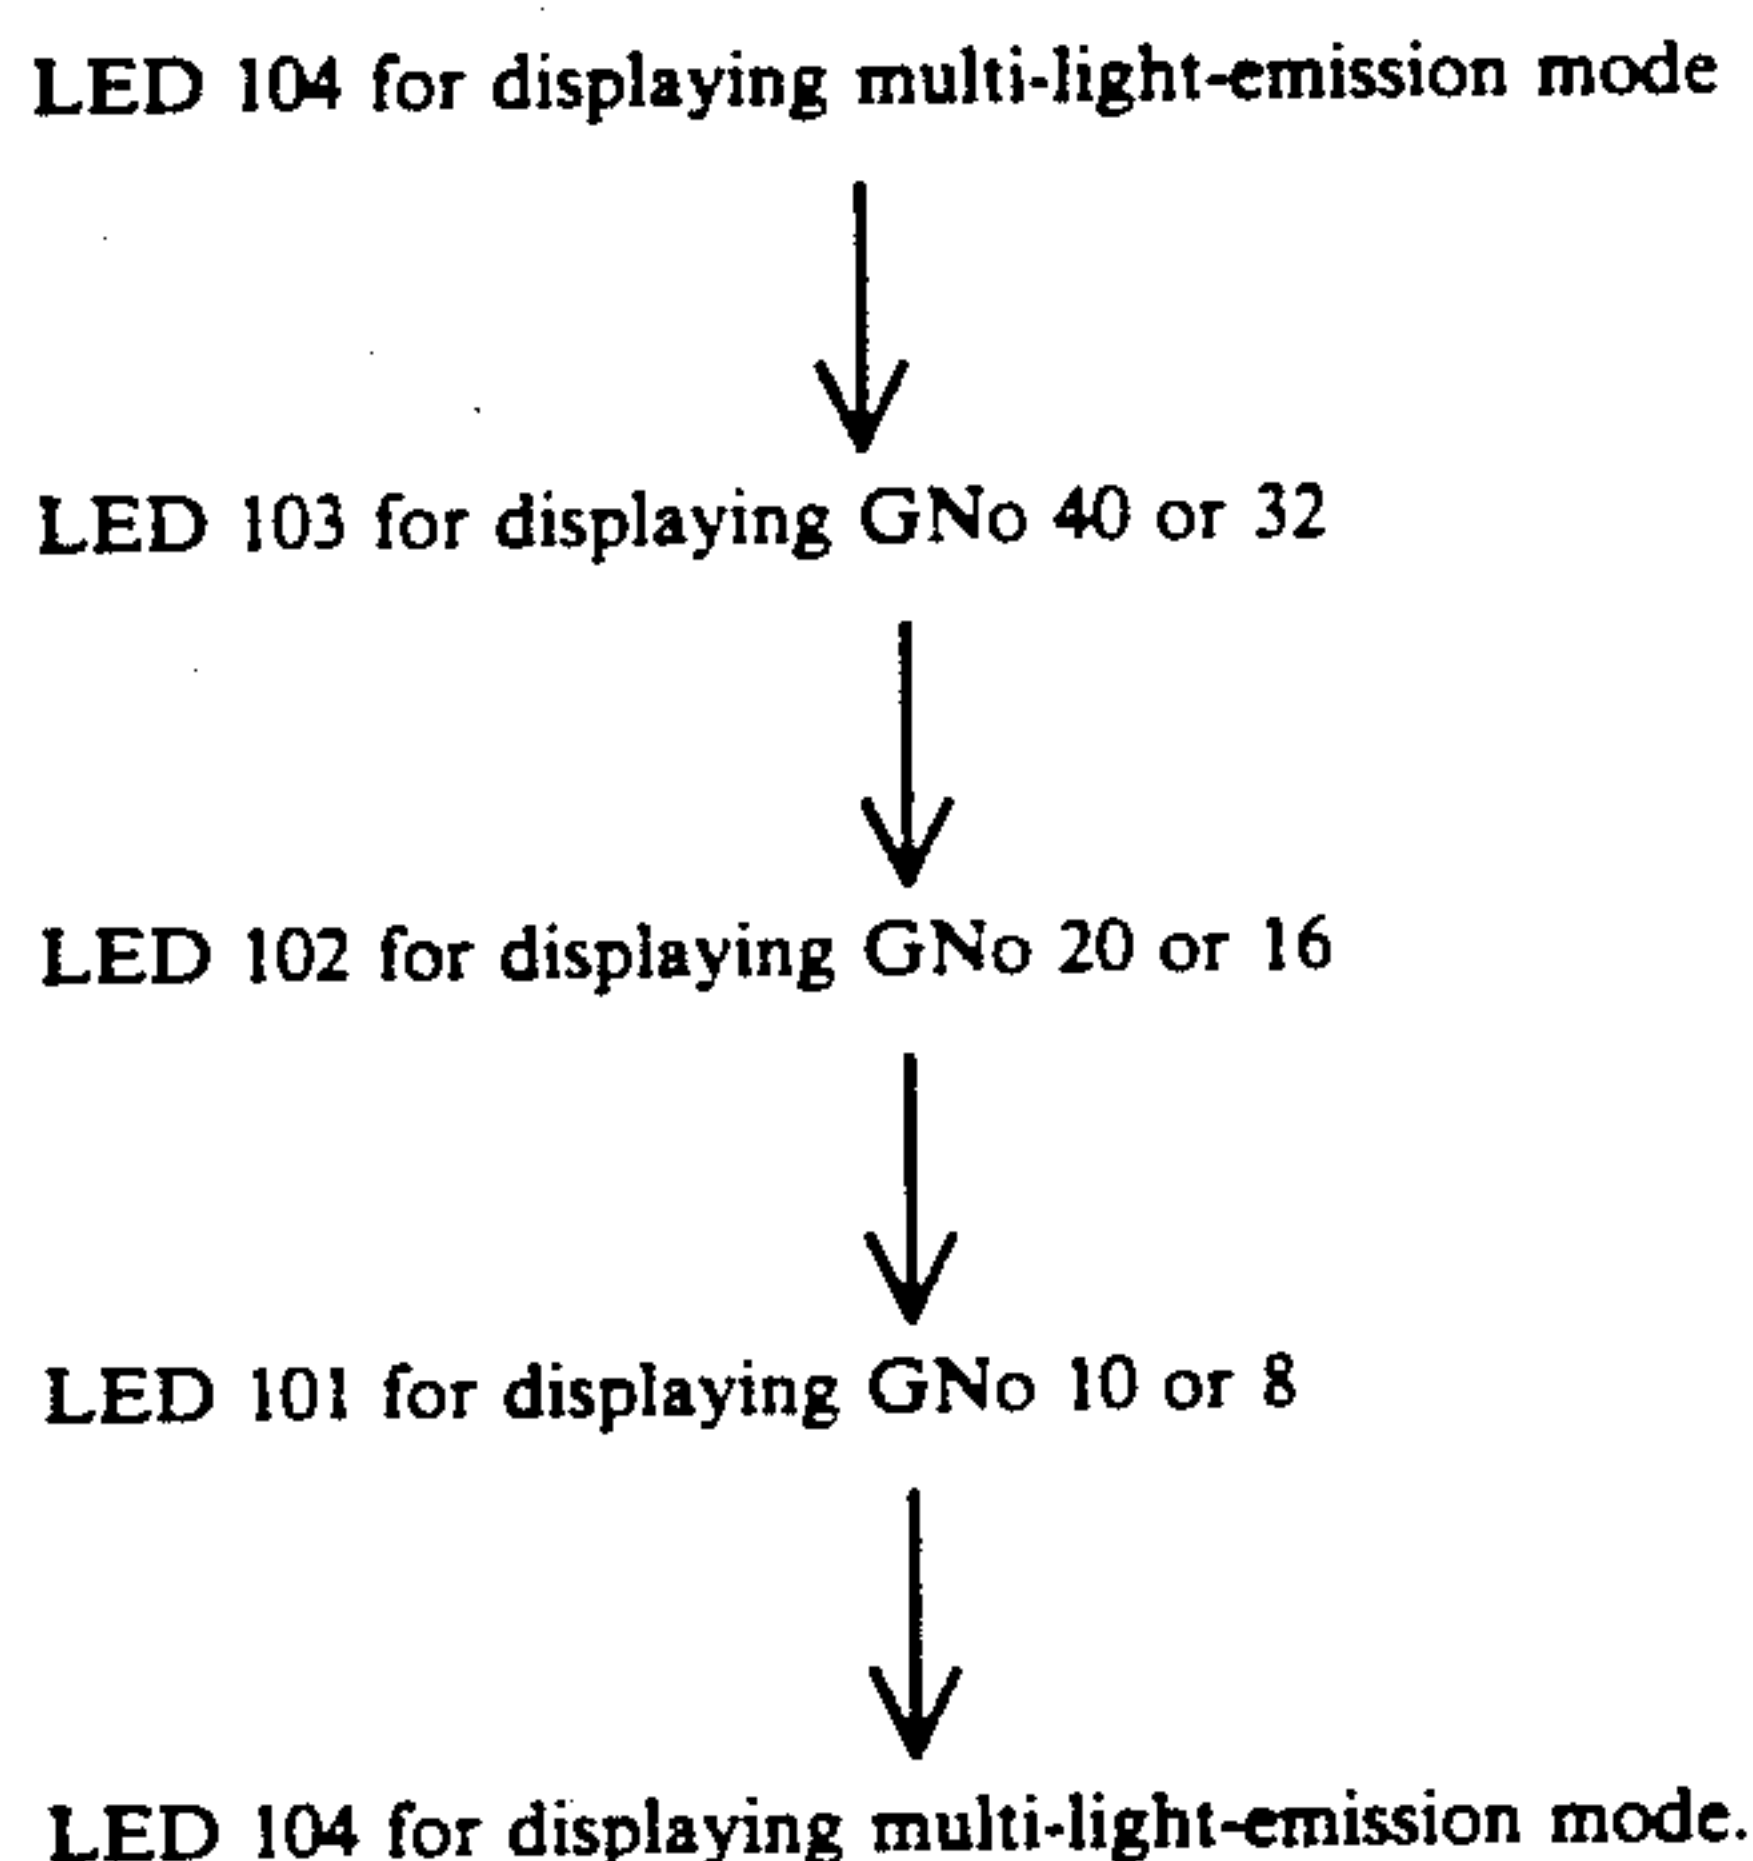 LED 104 for displaying multi-light-emission mode
LED 103 for displaying GNo 40 or 32
LED 102 for displaying GNo 20 or 16
LED 101 for displaying GNo 10 or 8
LED 104 for displaying multi-light-emission mode.